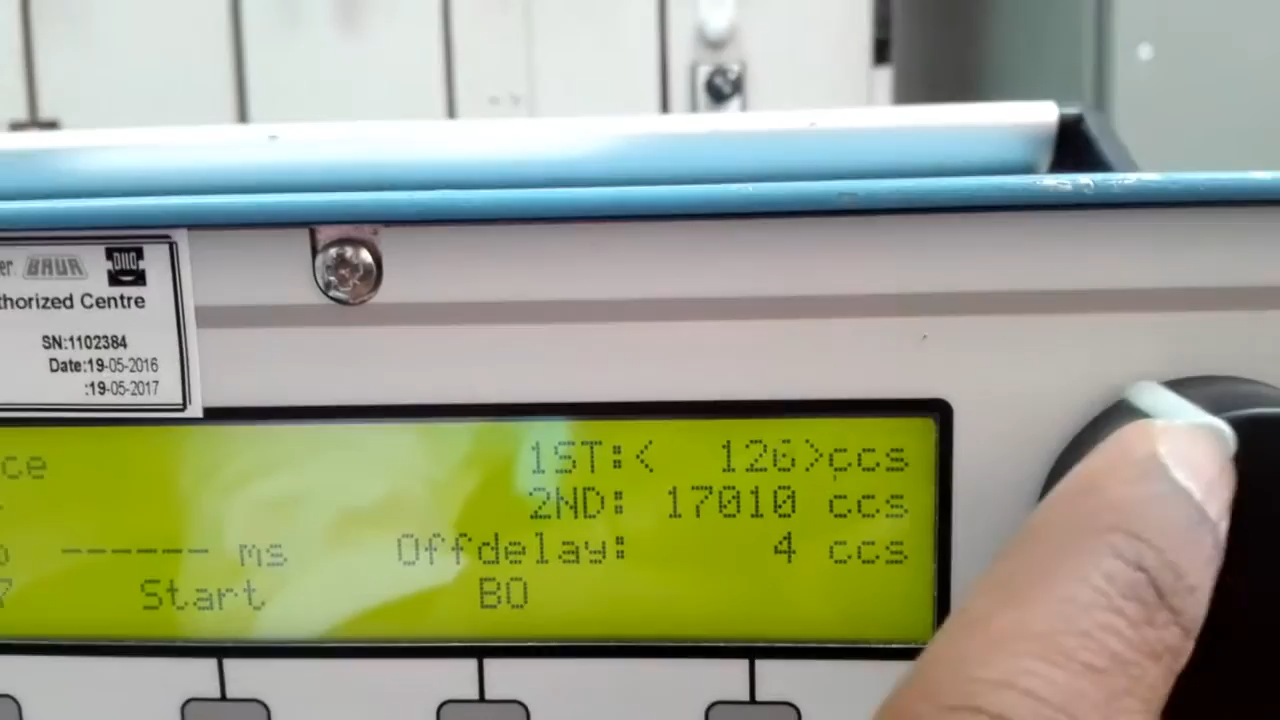 er BAUR
thorized Centre
SN:1102384
Date:19-05-2016
:19-05-2017
ce 1ST:< 126>ccs
2ND: 17010 ccs
------ ms Offdelay: 4 ccs
Start BO